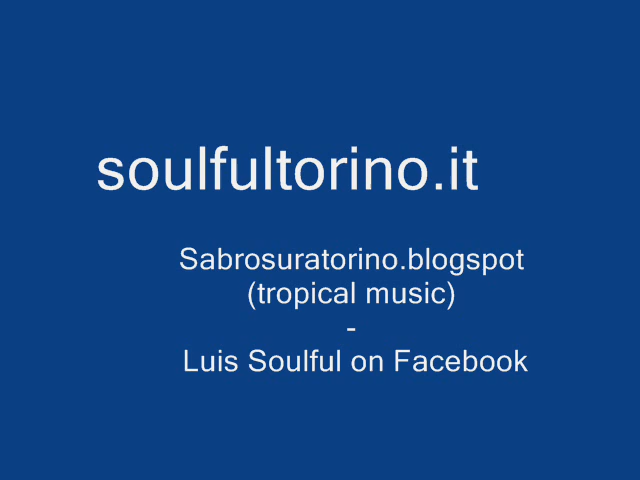 soulfultorino.it
Sabrosuratorino.blogspot
(tropical music)
-
Luis Soulful on Facebook